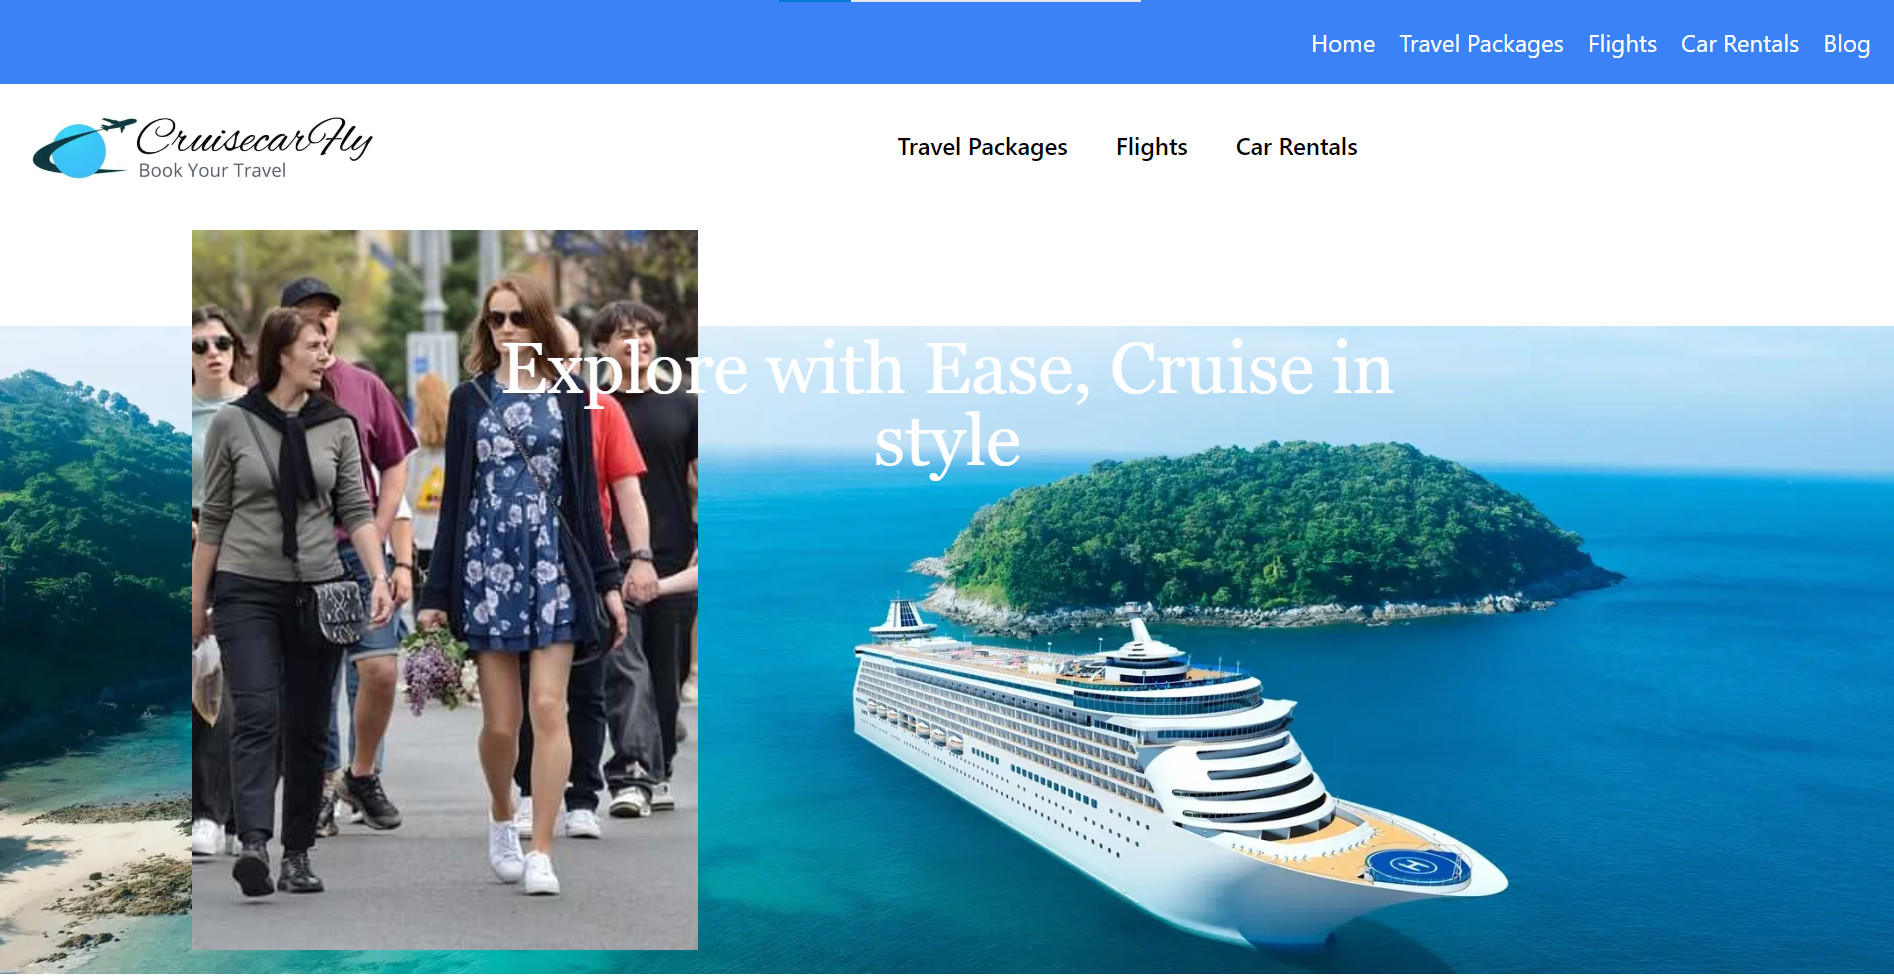 Home Travel Packages Flights Car Rentals Blog
CruisecarFly
Book Your Travel
Travel Packages Flights Car Rentals
Explore with Ease, Cruise in
style
H